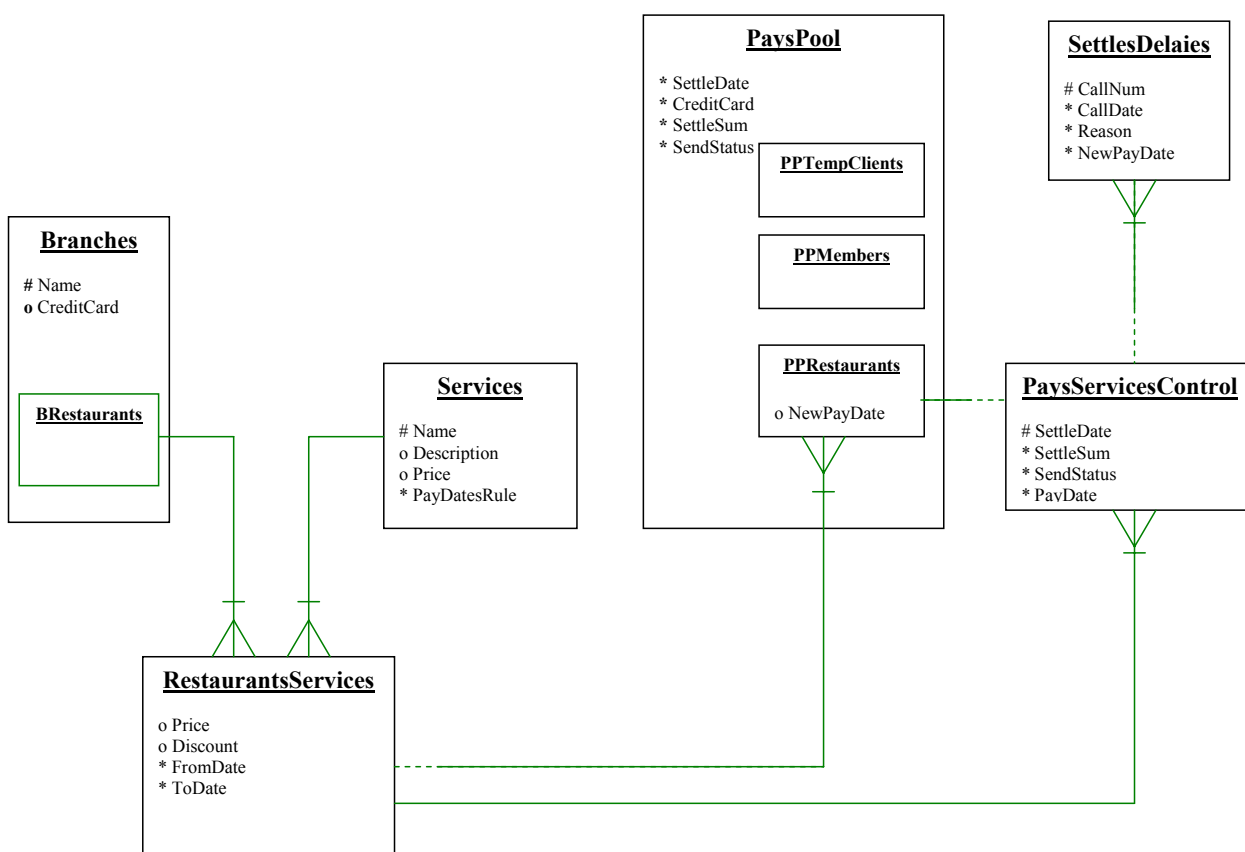 PaysPool
* SettleDate
* CreditCard
* SettleSum
* SendStatus
PPTempClients
PPMembers
PPRestaurants
o NewPayDate
SettlesDelaies
# CallNum
* CallDate
* Reason
* NewPayDate
Branches
# Name
o CreditCard
BRestaurants
Services
# Name
o Description
o Price
* PayDatesRule
PaysServicesControl
# SettleDate
* SettleSum
* SendStatus
* PayDate
RestaurantsServices
o Price
o Discount
* FromDate
* ToDate